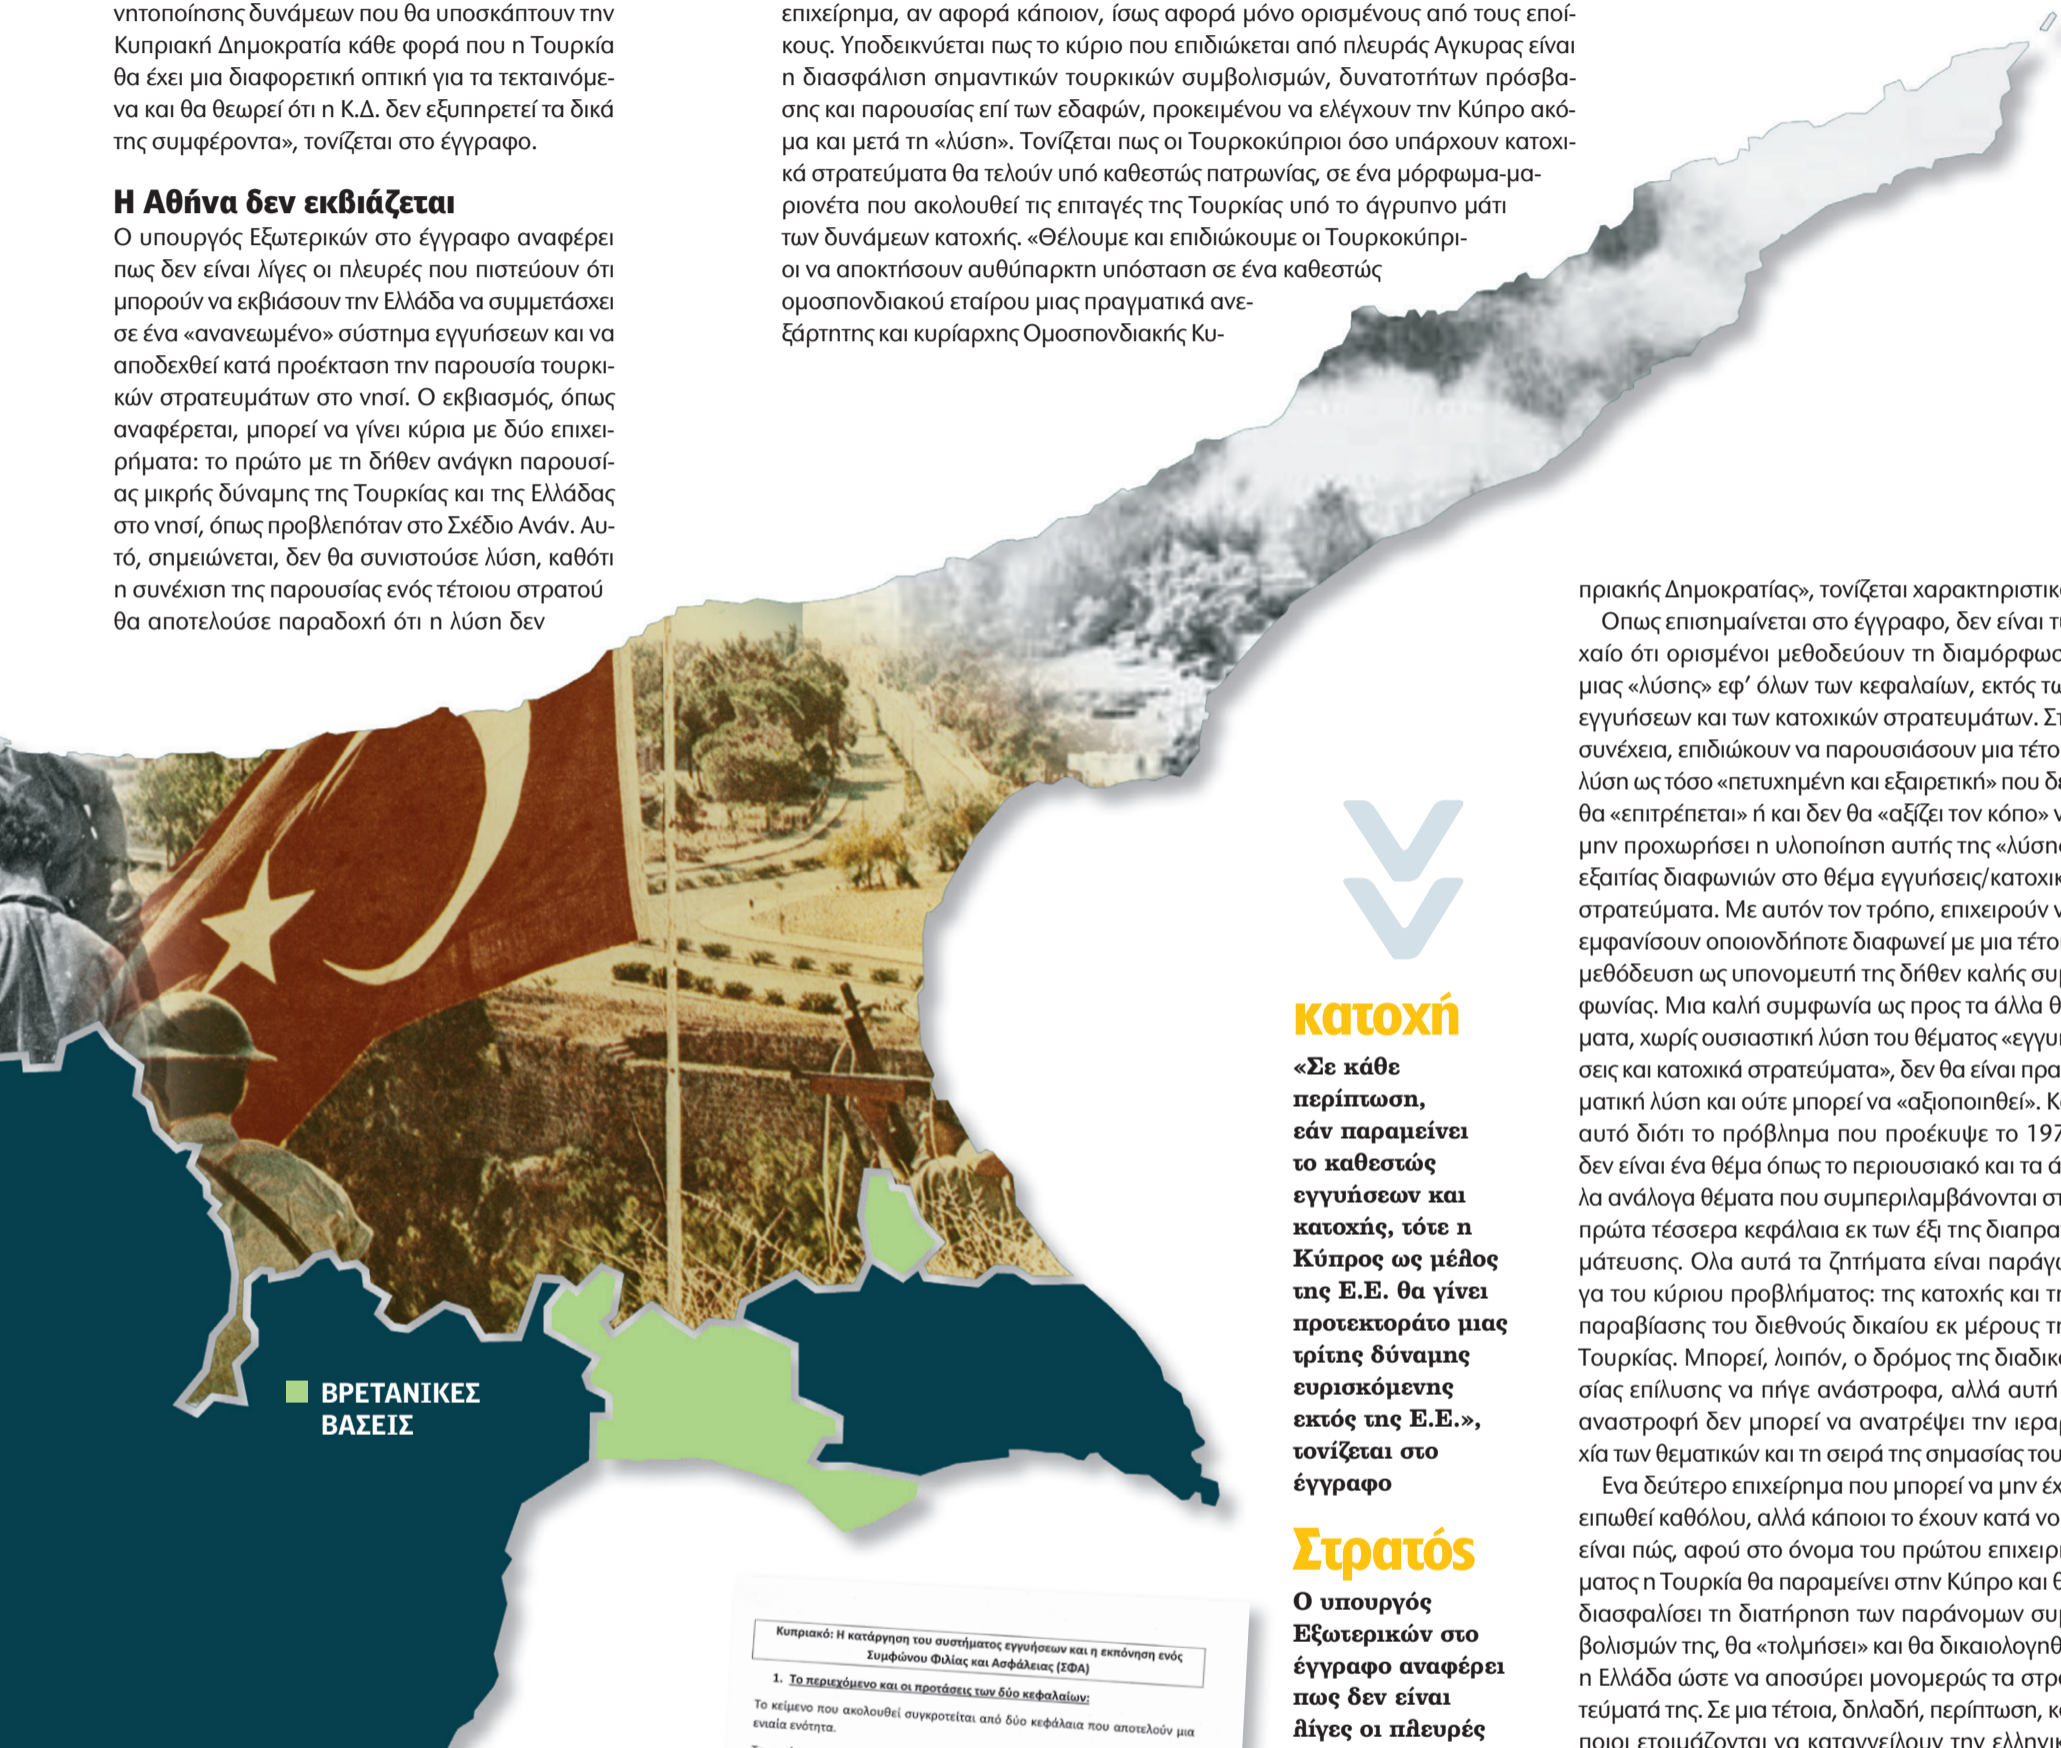 νητοποίησης δυνάμεων που θα υποσκάπτουν την
Κυπριακή Δημοκρατία κάθε φορά που η Τουρκία
θα έχει μια διαφορετική οπτική για τα τεκταινόμε-
να και θα θεωρεί ότι η Κ.Δ. δεν εξυπηρετεί τα δικά
της συμφέροντα», τονίζεται στο έγγραφο.
Η Αθήνα δεν εκβιάζεται
Ο υπουργός Εξωτερικών στο έγγραφο αναφέρει
πως δεν είναι λίγες οι πλευρές που πιστεύουν ότι
μπορούν να εκβιάσουν την Ελλάδα να συμμετάσχει
σε ένα «ανανεωμένο» σύστημα εγγυήσεων και να
αποδεχθεί κατά προέκταση την παρουσία τουρκι-
κών στρατευμάτων στο νησί. Ο εκβιασμός, όπως
αναφέρεται, μπορεί να γίνει κύρια με δύο επιχει-
ρήματα: το πρώτο με τη δήθεν ανάγκη παρουσί-
ας μικρής δύναμης της Τουρκίας και της Ελλάδας
στο νησί, όπως προβλεπόταν στο Σχέδιο Ανάν. Αυ-
τό, σημειώνεται, δεν θα συνιστούσε λύση, καθότι
η συνέχιση της παρουσίας ενός τέτοιου στρατού
θα αποτελούσε παραδοχή ότι η λύση δεν
επιχείρημα, αν αφορά κάποιον, ίσως αφορά μόνο ορισμένους από τους εποί-
κους. Υποδεικνύεται πως το κύριο που επιδιώκεται από πλευράς Αγκυρας είναι
η διασφάλιση σημαντικών τουρκικών συμβολισμών, δυνατοτήτων πρόσβα-
σης και παρουσίας επί των εδαφών, προκειμένου να ελέγχουν την Κύπρο ακό-
μα και μετά τη «λύση». Τονίζεται πως οι Τουρκοκύπριοι όσο υπάρχουν κατοχι-
κά στρατεύματα θα τελούν υπό καθεστώς πατρωνίας, σε ένα μόρφωμα-μα-
ριονέτα που ακολουθεί τις επιταγές της Τουρκίας υπό το άγρυπνο μάτι
των δυνάμεων κατοχής. «Θέλουμε και επιδιώκουμε οι Τουρκοκύπρι-
οι να αποκτήσουν αυθύπαρκτη υπόσταση σε ένα καθεστώς
ομοσπονδιακού εταίρου μιας πραγματικά ανε-
ξάρτητης και κυρίαρχης Ομοσπονδιακής Κυ-
ΒΡΕΤΑΝΙΚΕΣ
ΒΑΣΕΙΣ
Κυπριακό: Η κατάργηση του συστήματος εγγυήσεων και η εκπόνηση ενός
Συμφώνου Φιλίας και Ασφάλειας (ΣΦΑ)
1. Το περιεχόμενο και οι προτάσεις των δύο κεφαλαίων:
Το κείμενο που ακολουθεί συγκροτείται από δύο κεφάλαια που αποτελούν μια
ενιαία ενότητα.
κατοχή
«Σε κάθε
περίπτωση,
εάν παραμείνει
το καθεστώς
εγγυήσεων και
κατοχής, τότε η
Κύπρος ως μέλος
της Ε.Ε. θα γίνει
προτεκτοράτο μιας
τρίτης δύναμης
ευρισκόμενης
εκτός της Ε.Ε.»,
τονίζεται στο
έγγραφο
Στρατός
Ο υπουργός
Εξωτερικών στο
έγγραφο αναφέρει
πως δεν είναι
λίγες οι πλευρές
πριακής Δημοκρατίας», τονίζεται
Οπως επισημαίνεται στο έγγραφο, δεν είναι
χαίο ότι ορισμένοι μεθοδεύουν τη
μιας «λύσης» εφ' όλων των κεφαλαίων, εκτός
εγγυήσεων και των κατοχικών στρατευμάτων.
συνέχεια, επιδιώκουν να παρουσιάσουν μια
λύση ως τόσο «πετυχημένη και εξαιρετική» που
θα «επιτρέπεται» ή και δεν θα «αξίζει τον κόπο»
μην προχωρήσει η υλοποίηση αυτής της
εξαιτίας διαφωνιών στο θέμα
στρατεύματα. Με αυτόν τον τρόπο, επιχειρούν
εμφανίσουν οποιονδήποτε διαφωνεί με μια
μεθόδευση ως υπονομευτή της δήθεν καλής
φωνίας. Μια καλή συμφωνία ως προς τα άλλα
ματα, χωρίς ουσιαστική λύση του θέματος
σεις και κατοχικά στρατεύματα», δεν θα είναι
ματική λύση και ούτε μπορεί να «αξιοποιηθεί».
αυτό διότι το πρόβλημα που προέκυψε το
δεν είναι ένα θέμα όπως το περιουσιακό και τα
λα ανάλογα θέματα που συμπεριλαμβάνονται
πρώτα τέσσερα κεφάλαια εκ των έξι της
μάτευσης. Ολα αυτά τα ζητήματα είναι
γα του κύριου προβλήματος: της κατοχής και
παραβίασης του διεθνούς δικαίου εκ μέρους
Τουρκίας. Μπορεί, λοιπόν, ο δρόμος της
σίας επίλυσης να πήγε ανάστροφα, αλλά αυτή
αναστροφή δεν μπορεί να ανατρέψει την
χία των θεματικών και τη σειρά της σημασίας
Ενα δεύτερο επιχείρημα που μπορεί να μην
ειπωθεί καθόλου, αλλά κάποιοι το έχουν κατά
είναι πώς, αφού στο όνομα του πρώτου
ματος η Τουρκία θα παραμείνει στην Κύπρο και
διασφαλίσει τη διατήρηση των παράνομων
βολισμών της, θα «τολμήσει» και θα
η Ελλάδα ώστε να αποσύρει μονομερώς τα
τεύματά της. Σε μια τέτοια, δηλαδή, περίπτωση,
ποιοι ετοιμάζονται να καταγγείλουν την